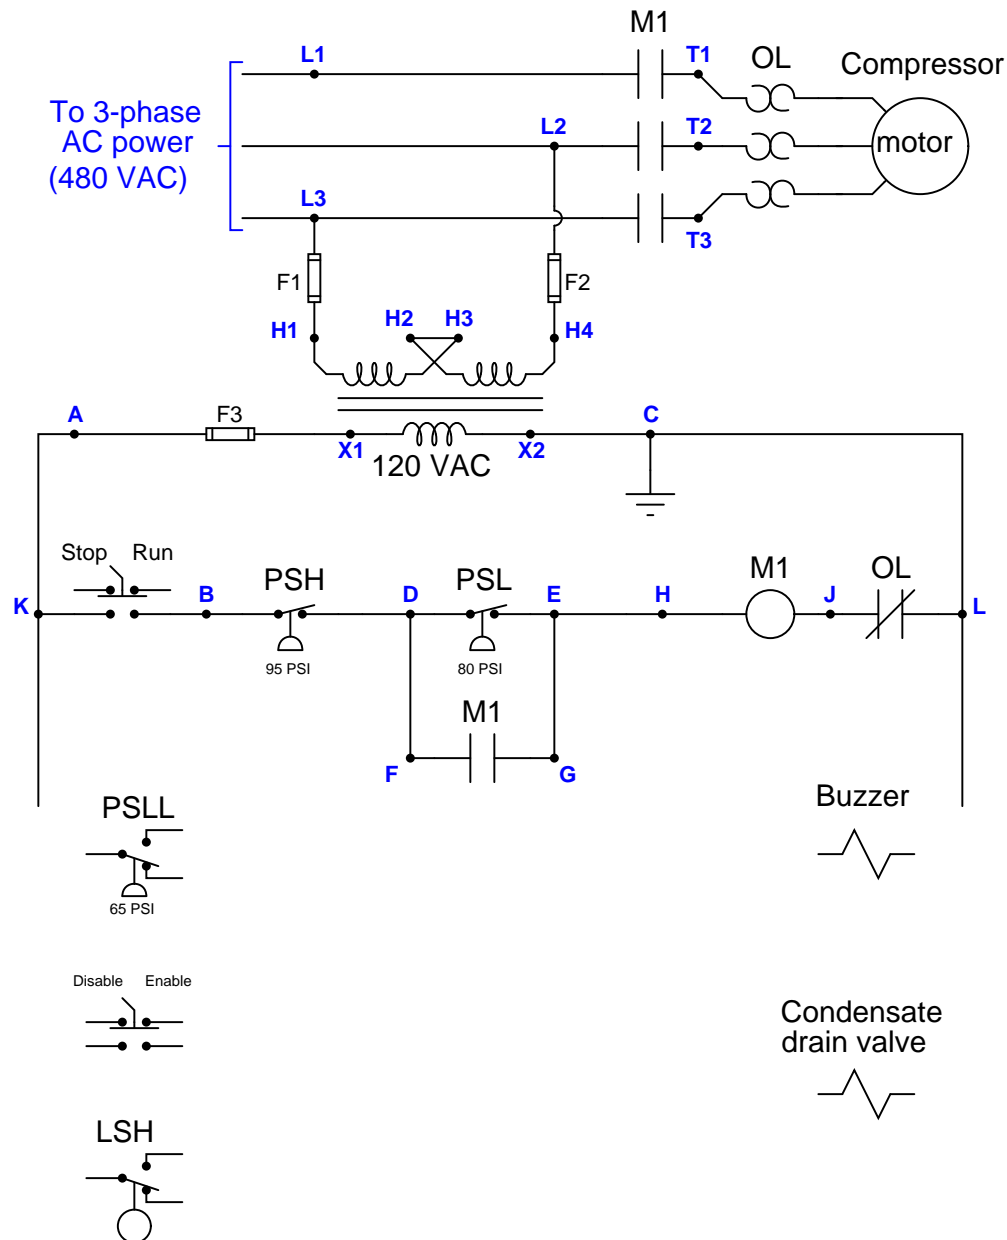 M1
L1
T1
OL
Compressor
To 3-phase
AC power
(480 VAC)
L2
T2
motor
L3
T3
F1
F2
H1
H2
H3
H4
A
F3
X1
120 VAC
X2
C
Stop
Run
K
B
PSH
95 PSI
D
PSL
80 PSI
E
H
M1
J
OL
L
M1
F
G
PSLL
65 PSI
Buzzer
Disable
Enable
Condensate
drain valve
LSH